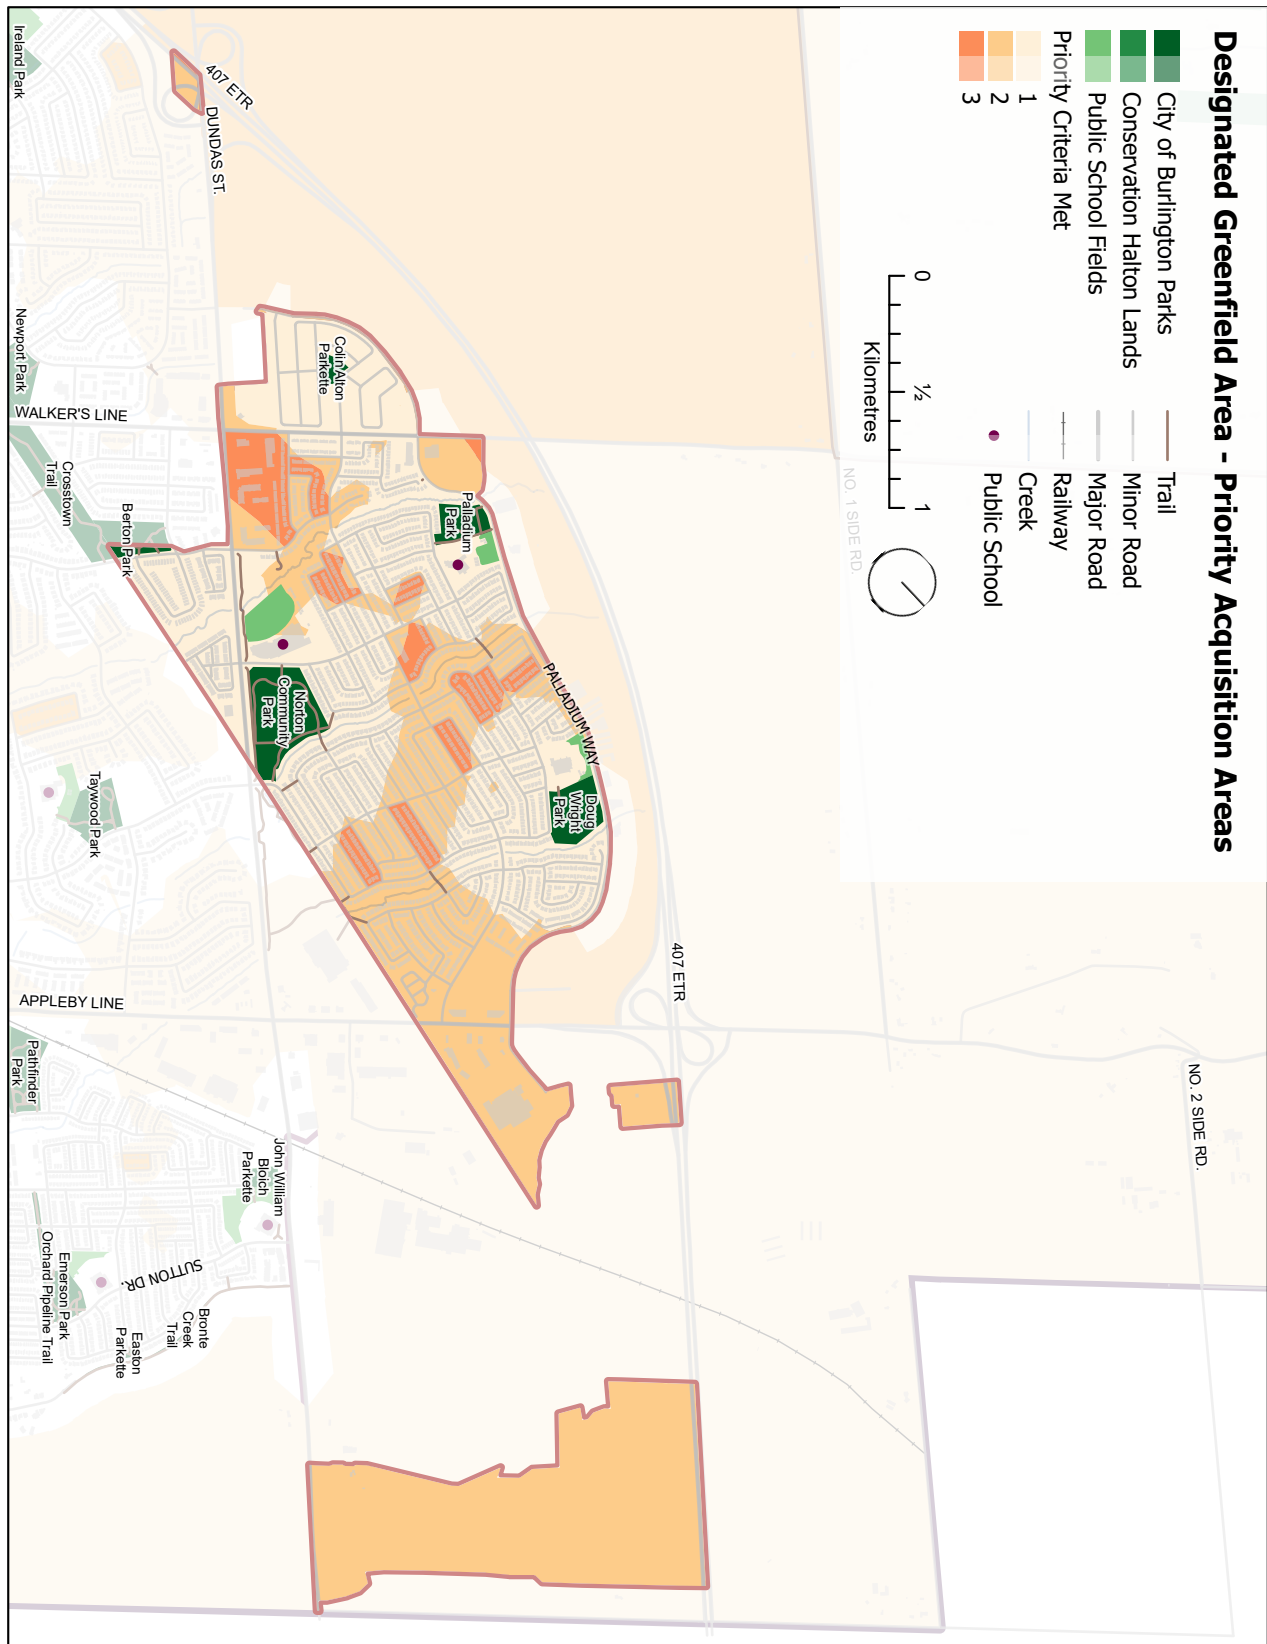 Designated Greenfield Area - Priority Acquisition Areas
City of Burlington Parks
Conservation Halton Lands
Public School Fields
Priority Criteria Met
1
2
3
Trail
Minor Road
Major Road
Railway
Creek
Public School
0
½
1
Kilometres
NO. 1 SIDE RD.
NO. 2 SIDE RD.
407 ETR
DUNDAS ST.
407 ETR
PALLADIUM WAY
WALKER'S LINE
APPLEBY LINE
SUTTON DR.
Ireland Park
Newport Park
Colin Alton
Parkette
Palladium
Park
Crosstown
Trail
Berton Park
Norton
Community
Park
Doug
Wright
Park
Taywood Park
Pathfinder
Park
John William
Bloich
Parkette
Emerson Park
Orchard Pipeline Trail
Bronte
Creek
Trail
Easton
Parkette